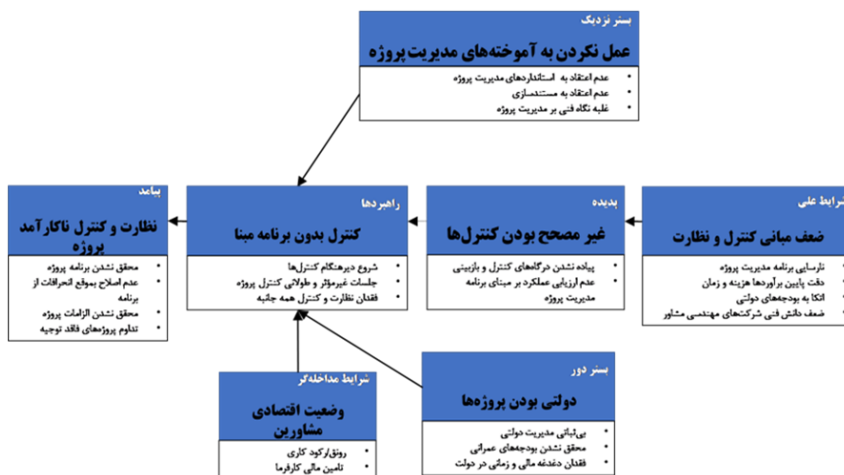 بستر نزدیک
عمل نکردن به آموخته‌های مدیریت پروژه
• عدم اعتقاد به استانداردهای مدیریت پروژه
• عدم اعتقاد به مستندسازی
• غلبه نگاه فنی بر مدیریت پروژه
شرایط علی
ضعف مبانی کنترل و نظارت
• نارسایی برنامه مدیریت پروژه
• دقت پایین برآوردها هزینه و زمان
• اتکا به بودجه‌های دولتی
• ضعف دانش فنی شرکت‌های مهندسی مشاور
پدیده
غیر مصحح بودن کنترل‌ها
• پیاده نشدن درگاه‌های کنترل و بازبینی
• عدم ارزیابی عملکرد بر مبنای برنامه
مدیریت پروژه
راهبردها
کنترل بدون برنامه مبنا
• شروع دیرهنگام کنترل‌ها
• جلسات غیرمؤثر و طولانی کنترل پروژه
• فقدان نظارت و کنترل همه جانبه
پیامد
نظارت و کنترل ناکارآمد
پروژه
• محقق نشدن برنامه پروژه
• عدم اصلاح بموقع انحرافات از
برنامه
• محقق نشدن الزامات پروژه
• تداوم پروژه‌های فاقد توجیه
بستر دور
دولتی بودن پروژه‌ها
• بی‌ثباتی مدیریت دولتی
• محقق نشدن بودجه‌های عمرانی
• فقدان دغدغه مالی و زمانی در دولت
شرایط مداخله‌گر
وضعیت اقتصادی
مشاورین
• رونق/رکود کاری
• تامین مالی کارفرما